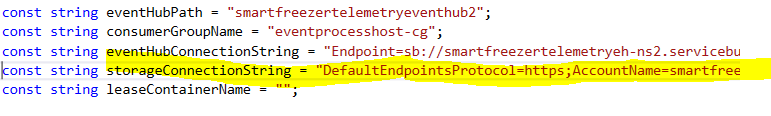 const string eventHubPath = "smartfreezertelemetryeventhub2";
const string consumerGroupName = "eventprocesshost-cg";
const string eventHubConnectionString = "Endpoint=sb://smartfreezertelemetryeh-ns2.servicebu
const string storageConnectionString = "DefaultEndpointsProtocol=https;AccountName=smartfree
const string leaseContainerName = "";